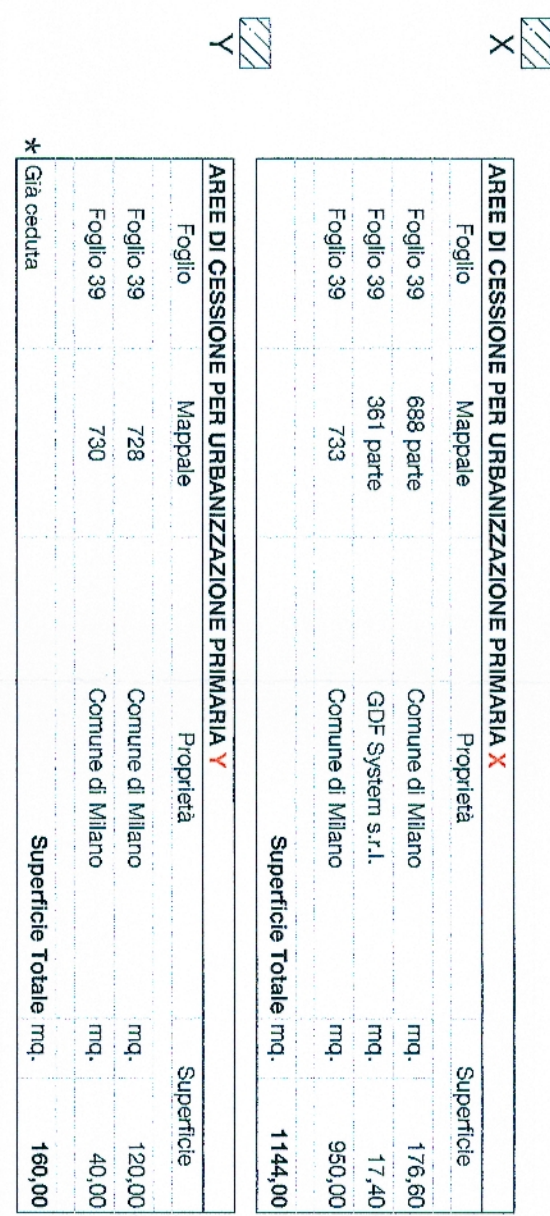 X
AREE DI CESSIONE PER URBANIZZAZIONE PRIMARIA X
Foglio Mappale Proprietà Superficie
Foglio 39 688 parte Comune di Milano mq. 176,60
Foglio 39 361 parte GDF System s.r.l. mq. 17,40
Foglio 39 733 Comune di Milano mq. 950,00
Superficie Totale mq. 1144,00
Y
AREE DI CESSIONE PER URBANIZZAZIONE PRIMARIA Y
Foglio Mappale Proprietà Superficie
Foglio 39 728 Comune di Milano mq. 120,00
Foglio 39 730 Comune di Milano mq. 40,00
Superficie Totale mq. 160,00
* Già ceduta